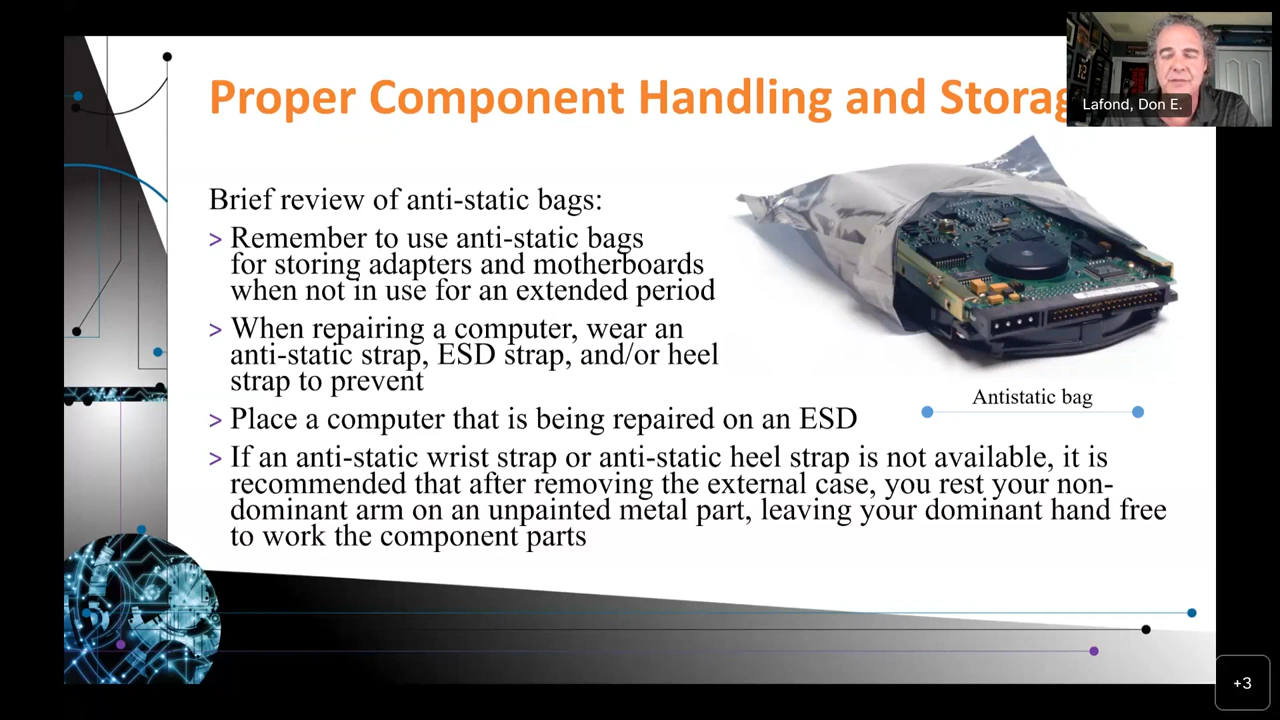 Proper Component Handling and Storag
Lafond, Don E.
Brief review of anti-static bags:
> Remember to use anti-static bags
for storing adapters and motherboards
when not in use for an extended period
> When repairing a computer, wear an
anti-static strap, ESD strap, and/or heel
strap to prevent
> Place a computer that is being repaired on an ESD
Antistatic bag
> If an anti-static wrist strap or anti-static heel strap is not available, it is
recommended that after removing the external case, you rest your non-
dominant arm on an unpainted metal part, leaving your dominant hand free
to work the component parts
+3